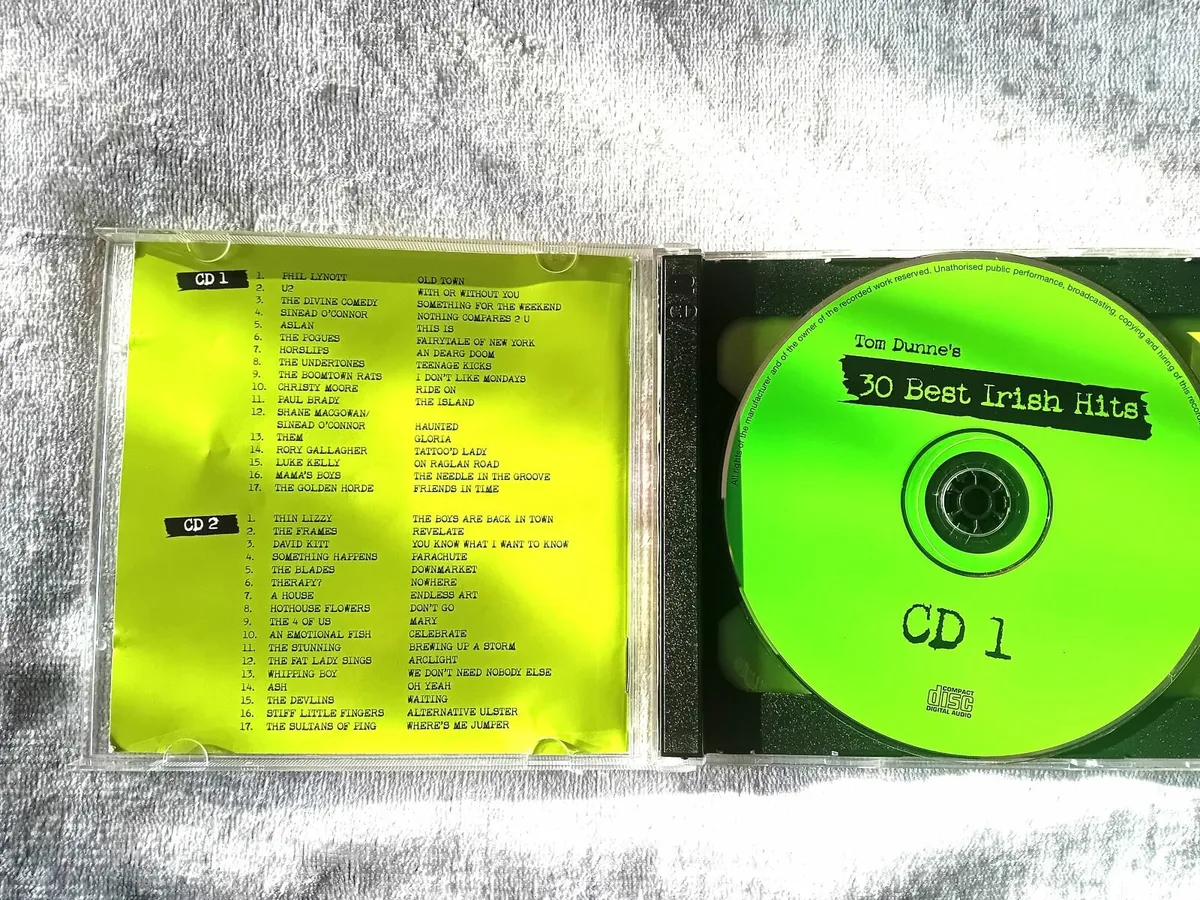 CD 1
1. PHIL LYNOTT OLD TOWN
2. U2 WITH OR WITHOUT YOU
3. THE DIVINE COMEDY SOMETHING FOR THE WEEKEND
4. SINEAD O'CONNOR NOTHING COMPARES 2 U
5. ASLAN THIS IS
6. THE POGUES FAIRYTALE OF NEW YORK
7. HORSLIPS AN DEARG DOOM
8. THE UNDERTONES TEENAGE KICKS
9. THE BOOMTOWN RATS I DON'T LIKE MONDAYS
10. CHRISTY MOORE RIDE ON
11. PAUL BRADY THE ISLAND
12. SHANE MACGOWAN/
SINEAD O'CONNOR HAUNTED
13. THEM GLORIA
14. RORY GALLAGHER TATTOO'D LADY
15. LUKE KELLY ON RAGLAN ROAD
16. MAMA'S BOYS THE NEEDLE IN THE GROOVE
17. THE GOLDEN HORDE FRIENDS IN TIME
CD 2
1. THIN LIZZY THE BOYS ARE BACK IN TOWN
2. THE FRAMES REVELATE
3. DAVID KITT YOU KNOW WHAT I WANT TO KNOW
4. SOMETHING HAPPENS PARACHUTE
5. THE BLADES DOWNMARKET
6. THERAPY? NOWHERE
7. A HOUSE ENDLESS ART
8. HOTHOUSE FLOWERS DON'T GO
9. THE 4 OF US MARY
10. AN EMOTIONAL FISH CELEBRATE
11. THE STUNNING BREWING UP A STORM
12. THE FAT LADY SINGS ARCLIGHT
13. WHIPPING BOY WE DON'T NEED NOBODY ELSE
14. ASH OH YEAH
15. THE DEVLINS WAITING
16. STIFF LITTLE FINGERS ALTERNATIVE ULSTER
17. THE SULTANS OF PING WHERE'S ME JUMPER
CD
All rights of the manufacturer and of the owner of the recorded work reserved. Unauthorised public performance, broadcasting, copying and hiring of this
Tom Dunne's
30 Best Irish Hits
CD 1
COMPACT
disc
DIGITAL AUDIO